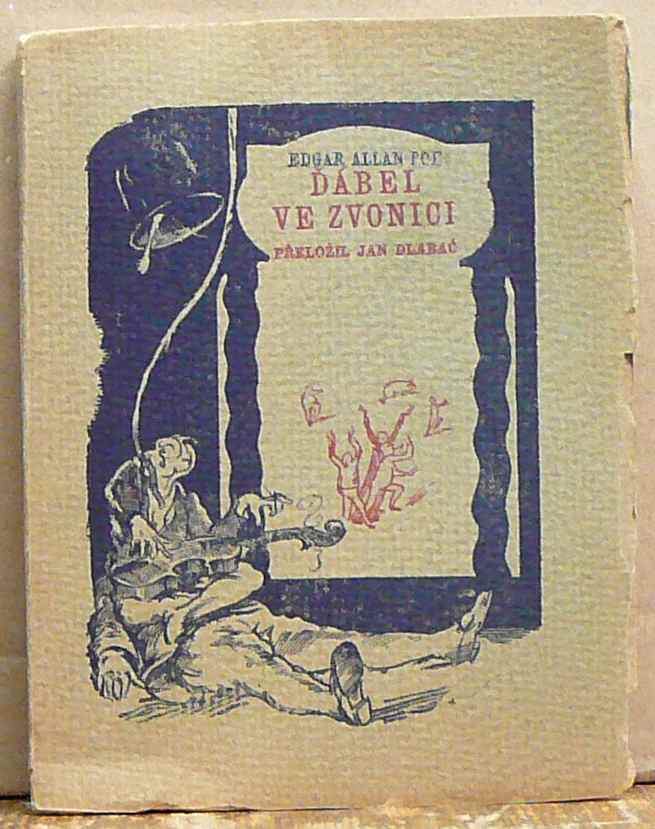 EDGAR ALLAN POE
ĎÁBEL
VE ZVONICI
PŘELOŽIL JAN DLABAČ